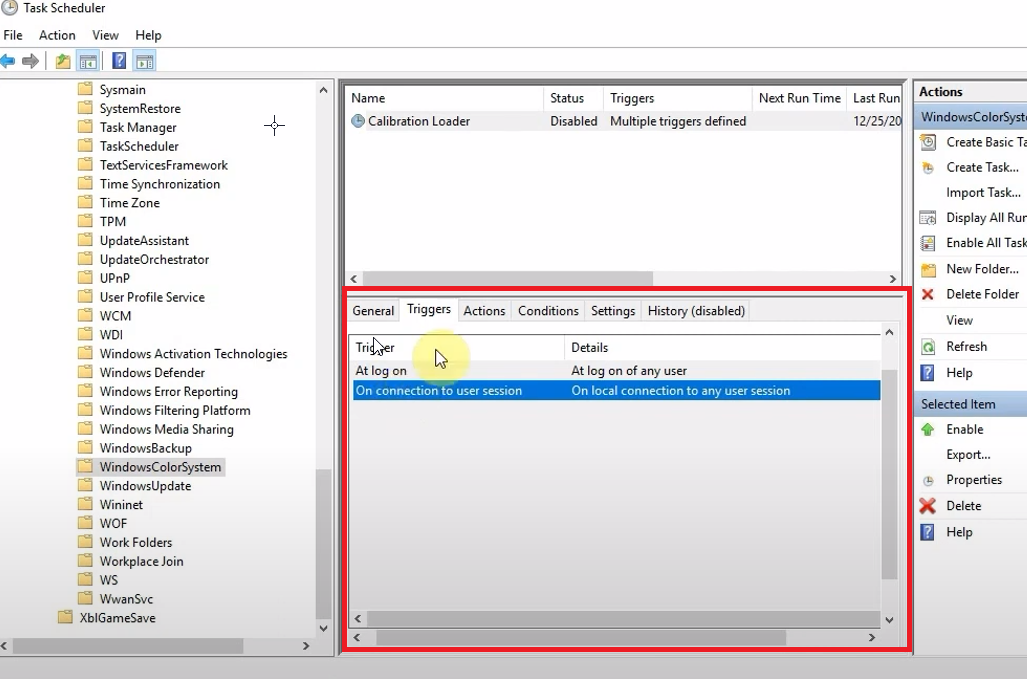 Task Scheduler
File Action View Help
Sysmain
SystemRestore
Task Manager
TaskScheduler
TextServicesFramework
Time Synchronization
Time Zone
TPM
UpdateAssistant
UpdateOrchestrator
UPnP
User Profile Service
WCM
WDI
Windows Activation Technologies
Windows Defender
Windows Error Reporting
Windows Filtering Platform
Windows Media Sharing
WindowsBackup
WindowsColorSystem
WindowsUpdate
Wininet
WOF
Work Folders
Workplace Join
WS
WwanSvc
XblGameSave
Name Status Triggers Next Run Time Last Run
Calibration Loader Disabled Multiple triggers defined 12/25/20
General Triggers Actions Conditions Settings History (disabled)
Trigger Details
At log on At log on of any user
On connection to user session On local connection to any user session
Actions
WindowsColorSyste
Create Basic Ta
Create Task...
Import Task...
Display All Run
Enable All Task
New Folder...
Delete Folder
View
Refresh
Help
Selected Item
Enable
Export...
Properties
Delete
Help